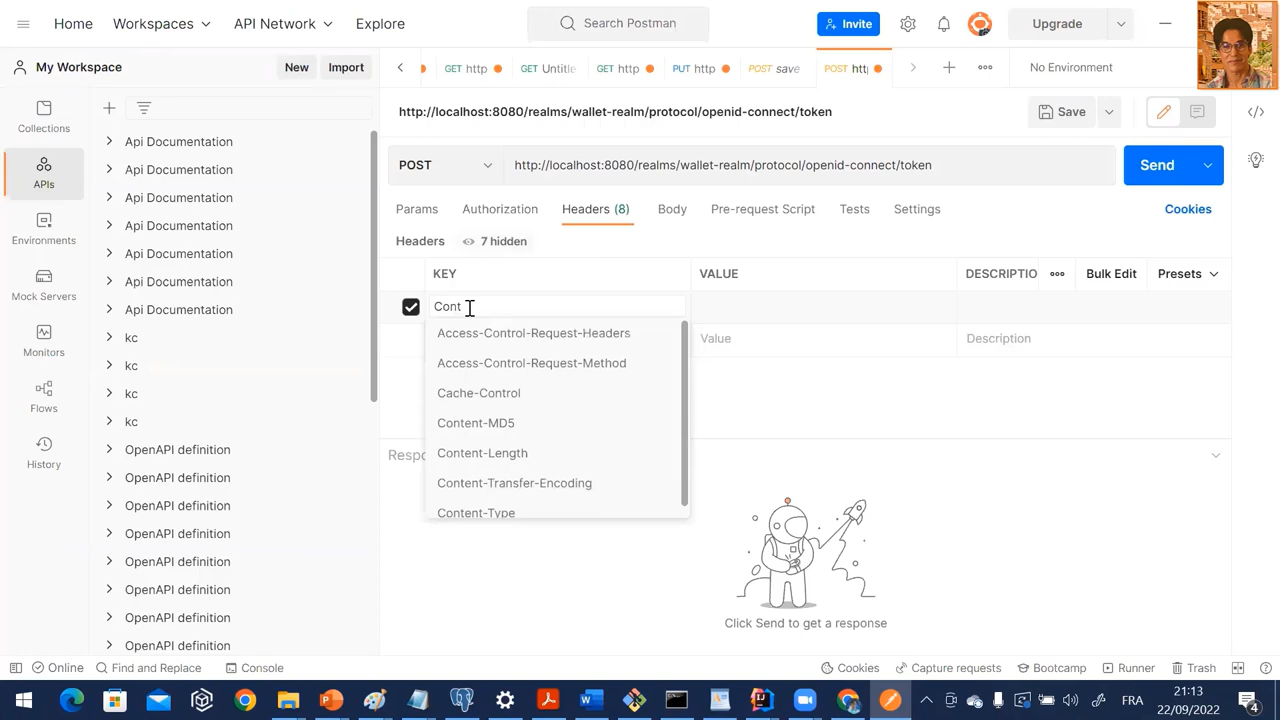 Home Workspaces API Network Explore Search Postman Invite Upgrade
My Workspace New Import GET http GET Untitle GET http PUT http POST save POST htt No Environment
Collections
APIs
Environments
Mock Servers
Monitors
Flows
History
Api Documentation
Api Documentation
Api Documentation
Api Documentation
Api Documentation
Api Documentation
Api Documentation
kc
kc
kc
kc
OpenAPI definition
OpenAPI definition
OpenAPI definition
OpenAPI definition
OpenAPI definition
OpenAPI definition
OpenAPI definition
OpenAPI definition
http://localhost:8080/realms/wallet-realm/protocol/openid-connect/token Save
POST http://localhost:8080/realms/wallet-realm/protocol/openid-connect/token Send
Params Authorization Headers (8) Body Pre-request Script Tests Settings Cookies
Headers 7 hidden
KEY VALUE DESCRIPTIO Bulk Edit Presets
Cont
Value Description
Access-Control-Request-Headers
Access-Control-Request-Method
Cache-Control
Content-MD5
Content-Length
Content-Transfer-Encoding
Content-Type
Resp
Click Send to get a response
Online Find and Replace Console Cookies Capture requests Bootcamp Runner Trash
FRA 21:13
22/09/2022 4